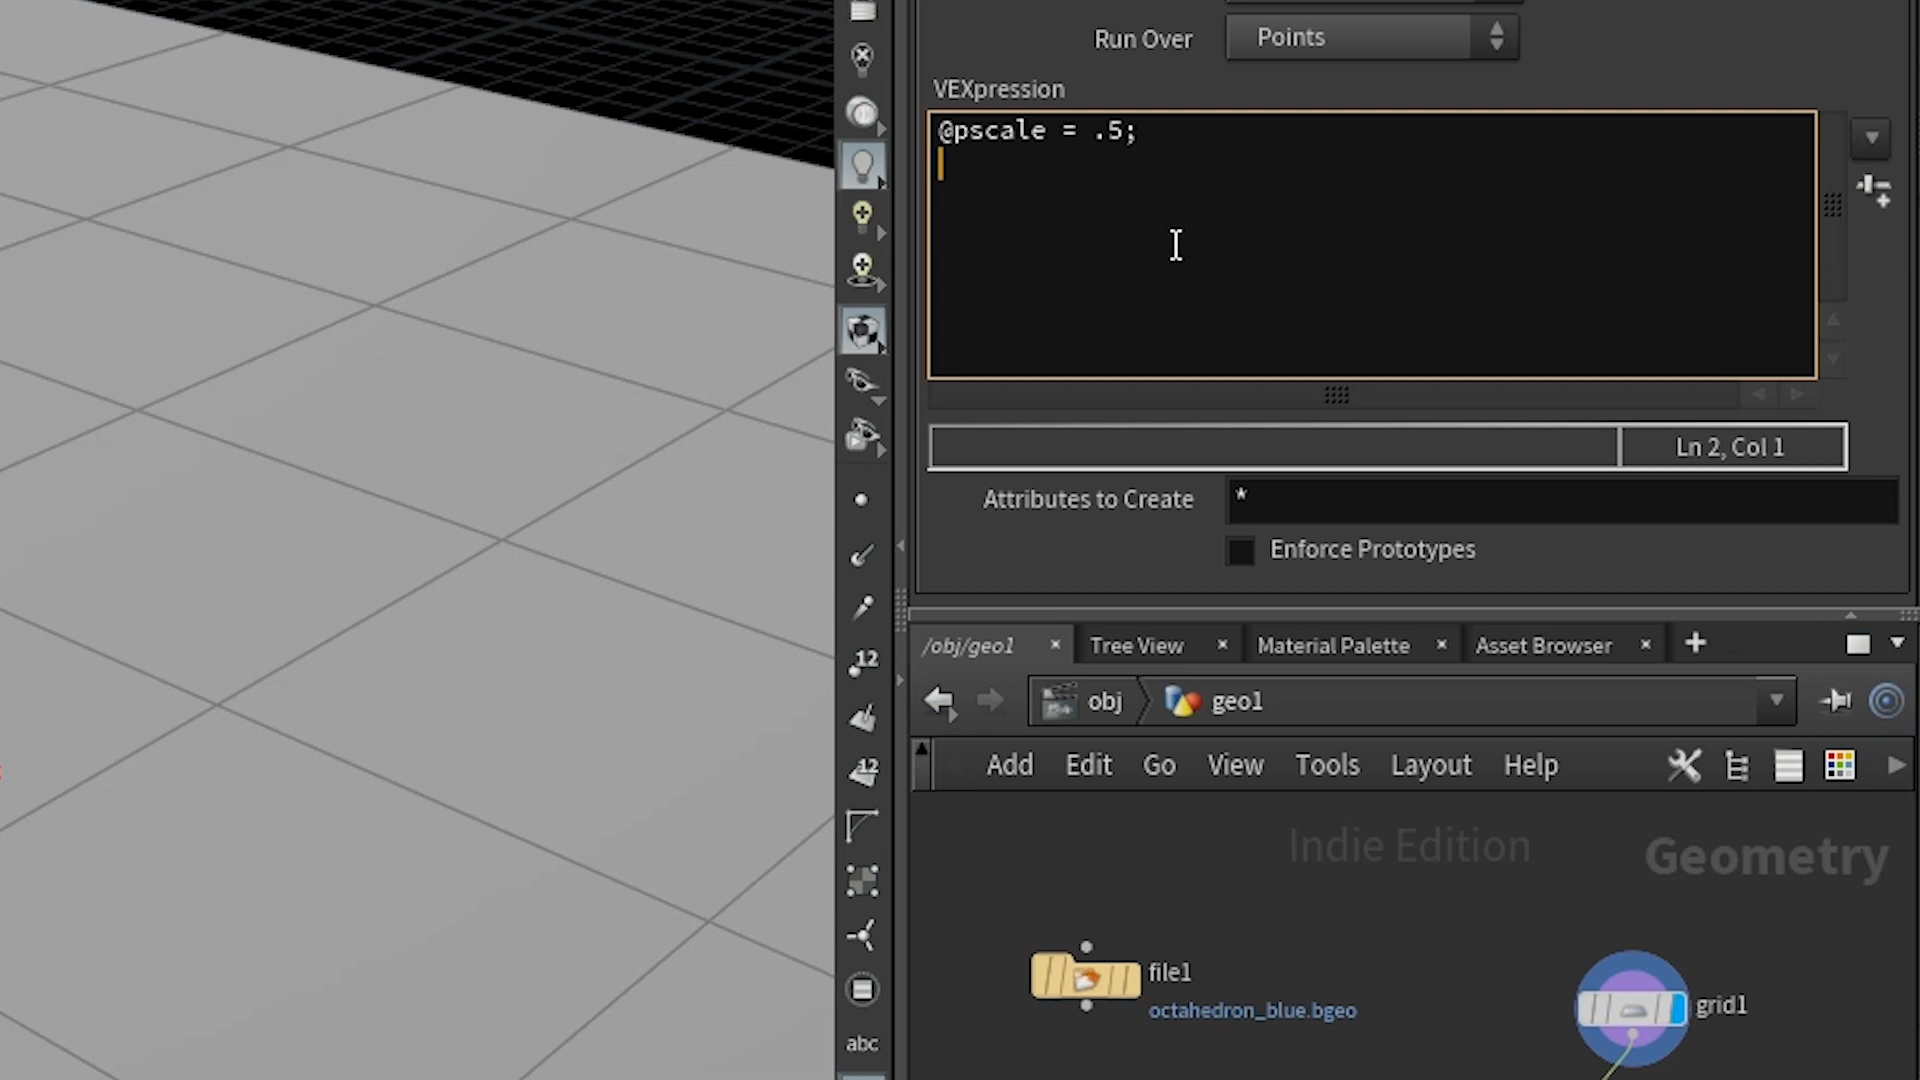 Run Over Points
VEXpression
@pscale = .5;
Ln 2, Col 1
Attributes to Create *
Enforce Prototypes
/obj/geo1 × Tree View × Material Palette × Asset Browser × +
obj geo1
Add Edit Go View Tools Layout Help
Indie Edition
Geometry
file1
octahedron_blue.bgeo
grid1
12
12
abc